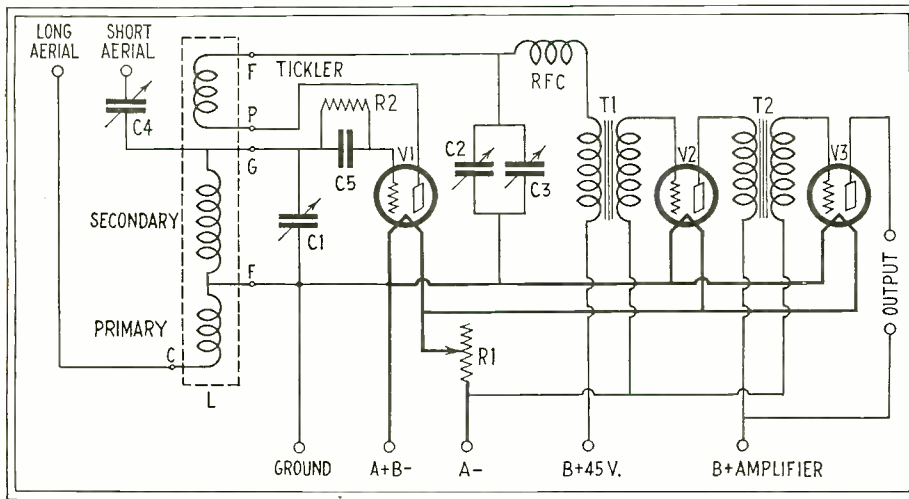 LONG AERIAL
SHORT AERIAL
C4
F
TICKLER
P
G
R2
C5
V1
C1
C2
C3
RFC
T1
V2
T2
V3
SECONDARY
F
PRIMARY
C
L
R1
OUTPUT
GROUND
A+B-
A-
B+45 V.
B+AMPLIFIER